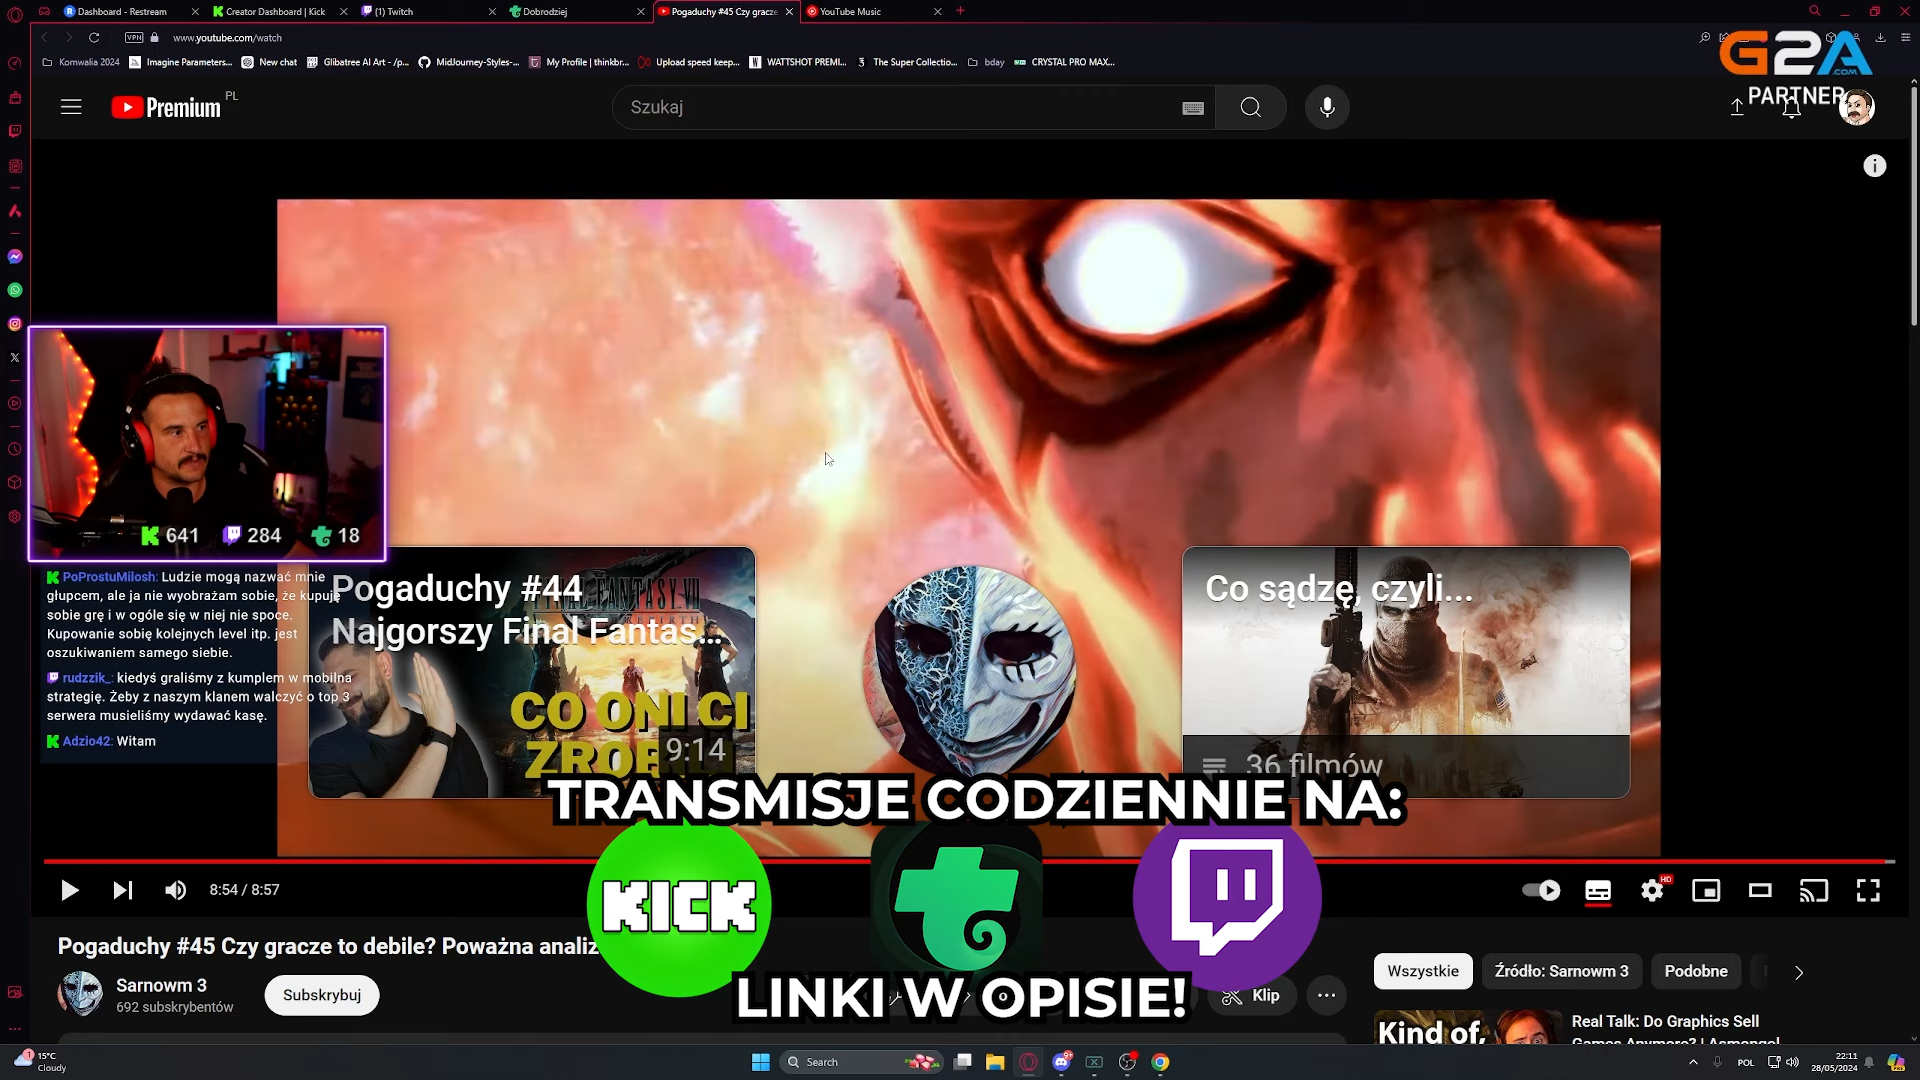 Dashboard - Restream
Creator Dashboard | Kick
(1) Twitch
Dobrodziej
Pogaduchy #45 Czy gracze
YouTube Music
VPN
www.youtube.com/watch
Kornwalia 2024
Imagine Parameters...
New chat
Glibatree AI Art - /p...
MidJourney-Styles-...
My Profile | thinkbr...
Upload speed keep...
WATTSHOT PREMI...
The Super Collectio...
bday
CRYSTAL PRO MAX...
G2A
.COM
PARTNER
Premium
PL
Szukaj
641
284
18
PoProstuMilosh: Ludzie mogą nazwać mnie
głupcem, ale ja nie wyobrażam sobie, że kupuję
sobie grę i w ogóle się w niej nie spoce.
Kupowanie sobię kolejnych level itp. jest
oszukiwaniem samego siebie.
rudzzik_: kiedyś graliśmy z kumplem w mobilna
strategię. Żeby z naszym klanem walczyć o top 3
serwera musieliśmy wydawać kasę.
Adzio42: Witam
Pogaduchy #44
Najgorszy Final Fantas...
CO ONI CI
9:14
Co sądzę, czyli...
36 filmów
TRANSMISJE CODZIENNIE NA:
KICK
LINKI W OPISIE!
8:54 / 8:57
HD
Pogaduchy #45 Czy gracze to debile? Poważna analiz
Sarnowm 3
692 subskrybentów
Subskrybuj
Klip
Wszystkie
Źródło: Sarnowm 3
Podobne
Kind of,
Real Talk: Do Graphics Sell
15°C
Cloudy
Search
POL
22:11
28/05/2024